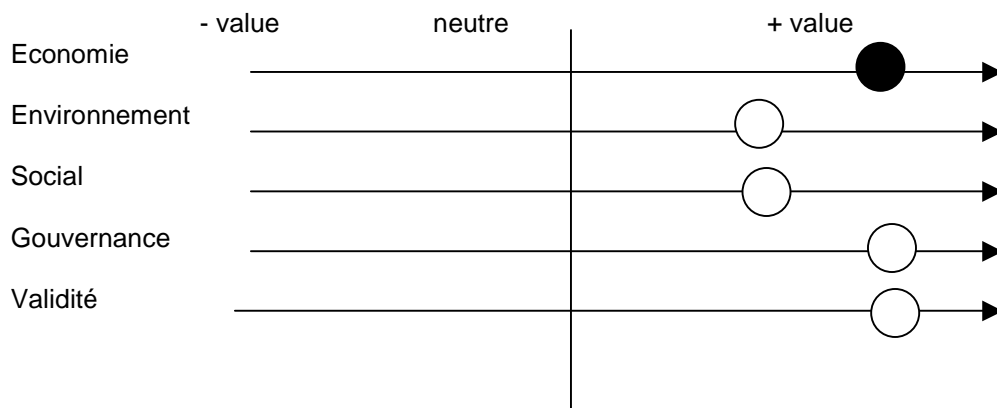 - value neutre + value
Economie
Environnement
Social
Gouvernance
Validité